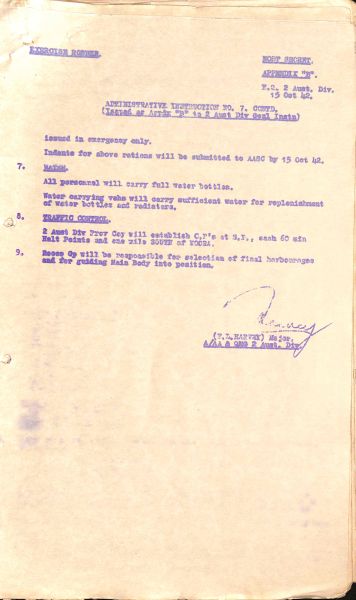 EXERCISE
MOST SECRET.
APPENDIX "B".
2 Aust. Div.
15 Oct 42.
ADMINISTRATIVE INSTRUCTION NO. 7. CONTD.
(Issued as Appdx "B" to 2 Aust Div Genl Instn)
issued in emergency only.
Indents for above rations will be submitted to AASC by 15 Oct 42.
7. WATER.
All personnel will carry full water bottles.
Water carrying vehs will carry sufficient water for replenishment
of water bottles and radiators.
8. TRAFFIC CONTROL.
2 Aust Div Prov Coy will establish C.P's at S.P., each 60 min
Halt Points and one mile SOUTH of MOORA.
9. Recce Gp will be responsible for selection of final harbourages
and for guiding Main Body into position.
Harvey
HARVEY) Major.
A/AA & QMG 2 Aust. Div.